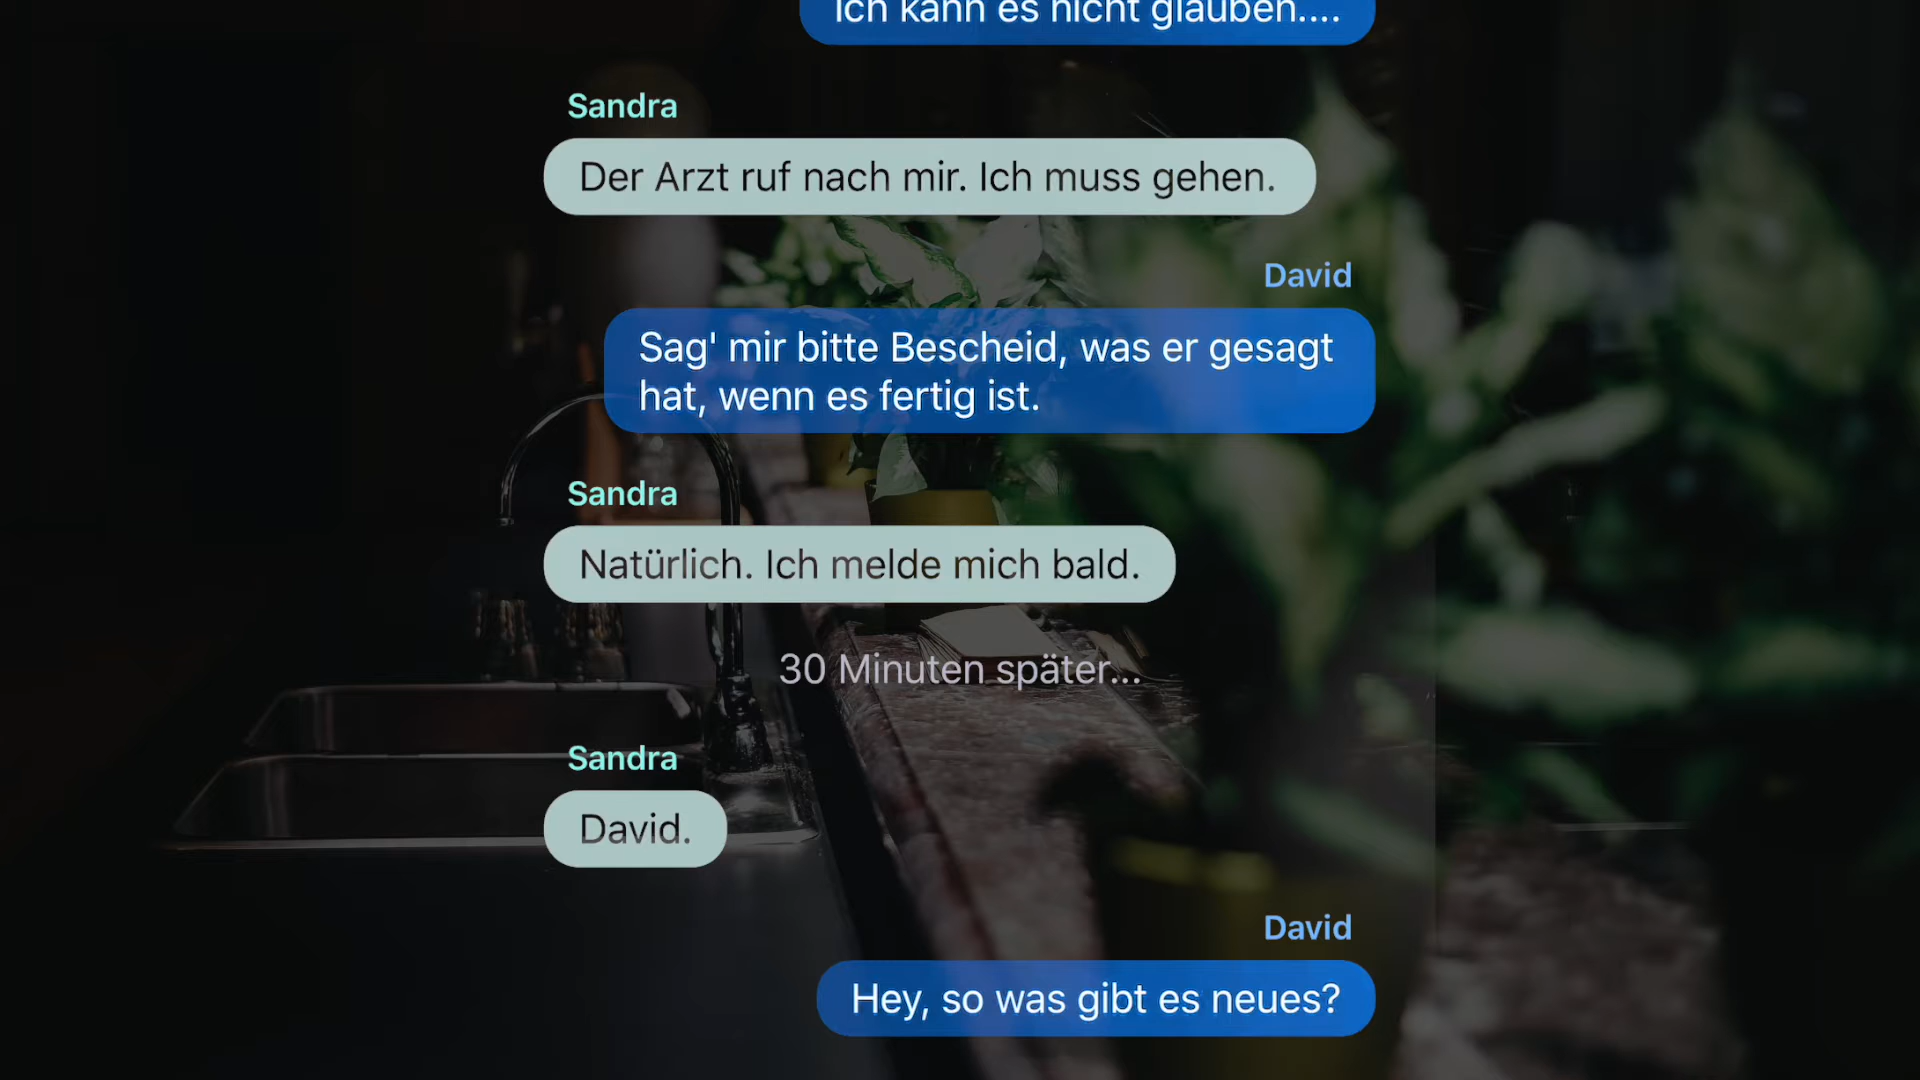 Ich kann es nicht glauben....
Sandra
Der Arzt ruf nach mir. Ich muss gehen.
David
Sag' mir bitte Bescheid, was er gesagt
hat, wenn es fertig ist.
Sandra
Natürlich. Ich melde mich bald.
30 Minuten später...
Sandra
David.
David
Hey, so was gibt es neues?